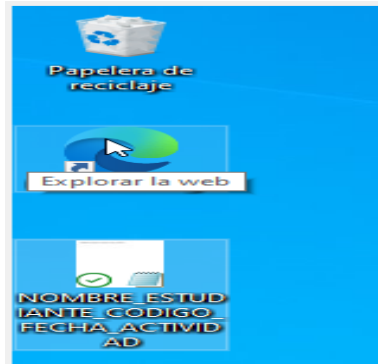 Papelera de
reciclaje
Explorar la web
NOMBRE_ESTUD
IANTE_CODIGO_
FECHA_ACTIVID
AD